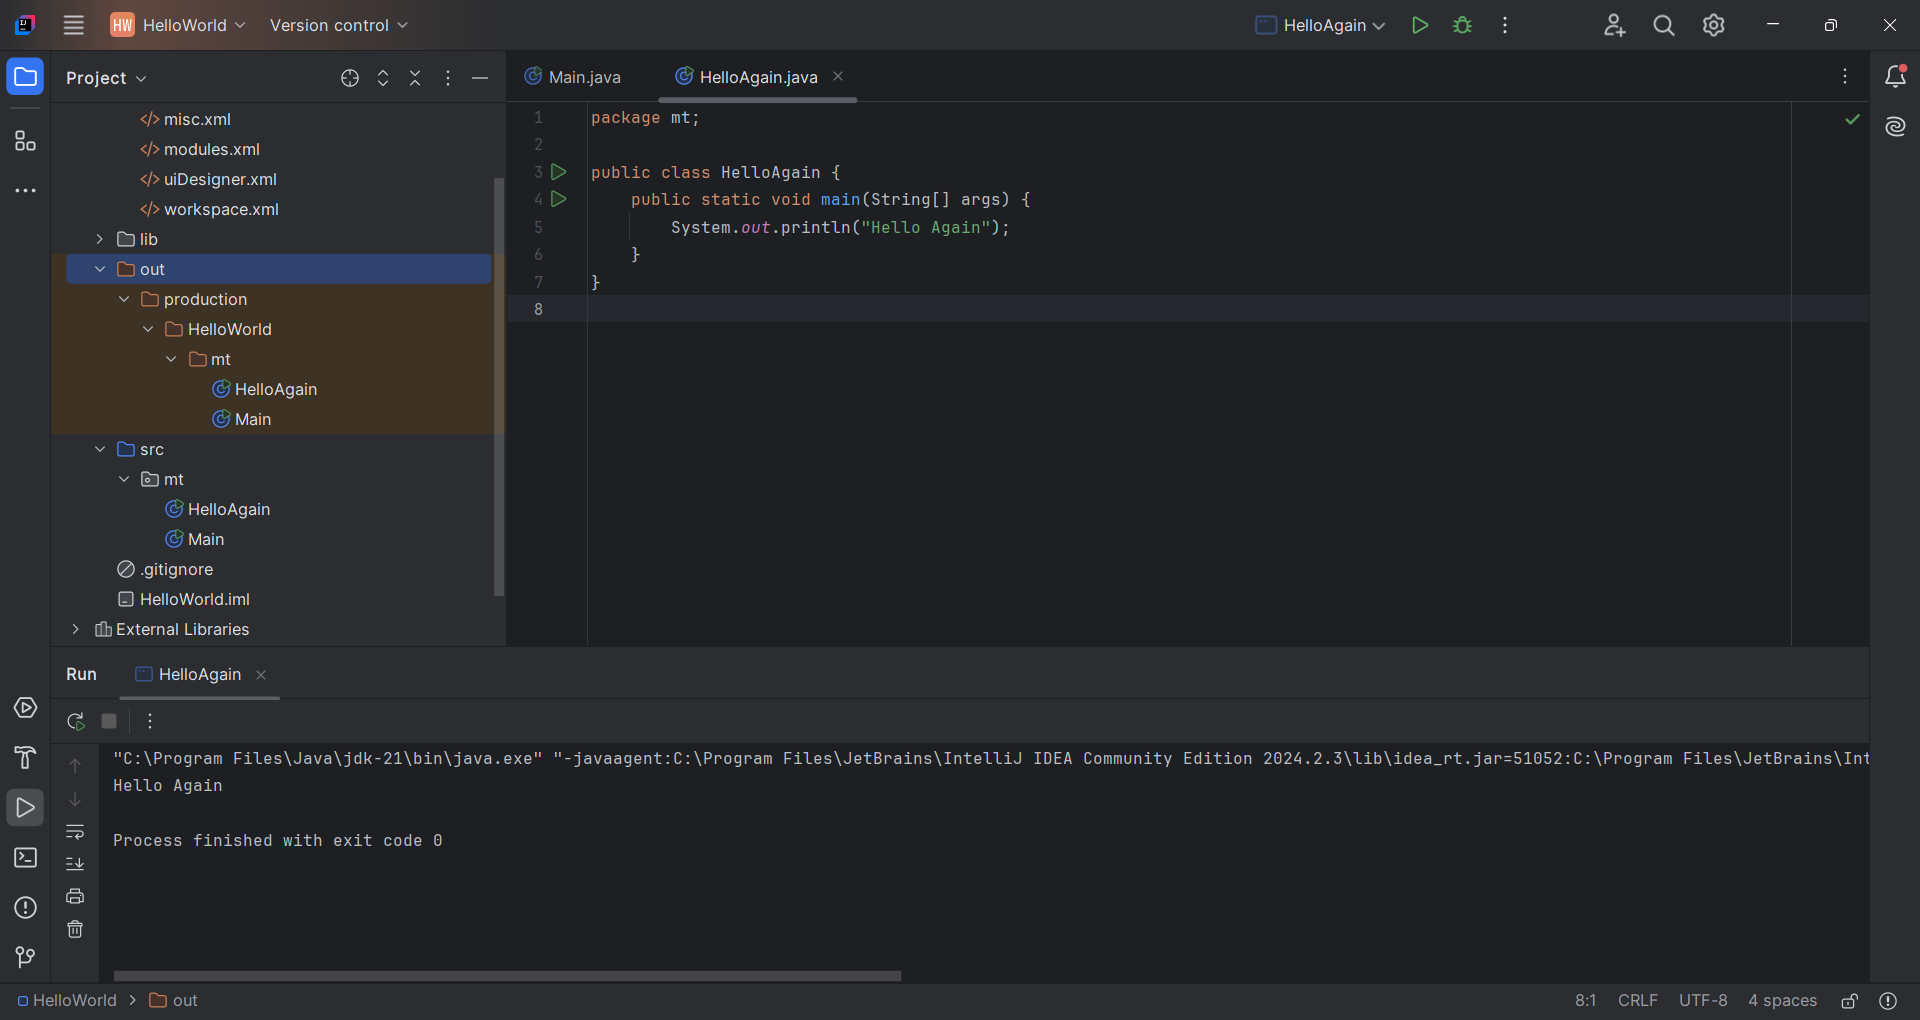 HW HelloWorld Version control HelloAgain
Project
Main.java HelloAgain.java
misc.xml
modules.xml
uiDesigner.xml
workspace.xml
lib
out
production
HelloWorld
mt
HelloAgain
Main
src
mt
HelloAgain
Main
.gitignore
HelloWorld.iml
External Libraries
1 package mt;
2
3 public class HelloAgain {
4 public static void main(String[] args) {
5 System.out.println("Hello Again");
6 }
7 }
8
Run HelloAgain
"C:\Program Files\Java\jdk-21\bin\java.exe" "-javaagent:C:\Program Files\JetBrains\IntelliJ IDEA Community Edition 2024.2.3\lib\idea_rt.jar=51052:C:\Program Files\JetBrains\Int
Hello Again
Process finished with exit code 0
HelloWorld > out 8:1 CRLF UTF-8 4 spaces